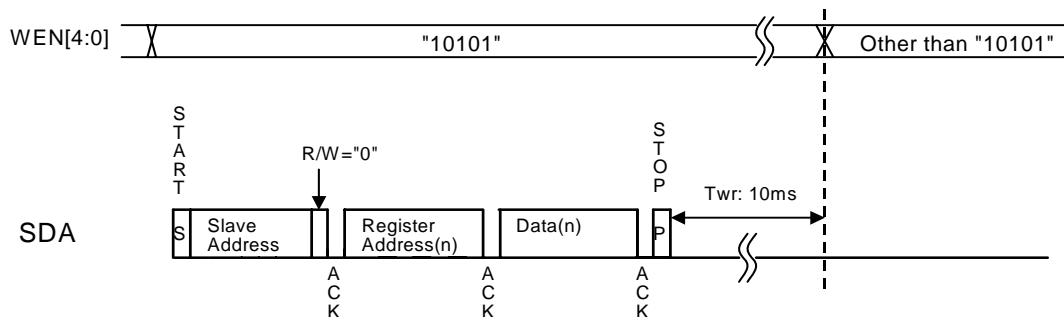 WEN[4:0]
"10101"
Other than "10101"
START
STOP
R/W="0"
Twr: 10ms
SDA
S
Slave
Address
Register
Address(n)
Data(n)
P
ACK
ACK
ACK